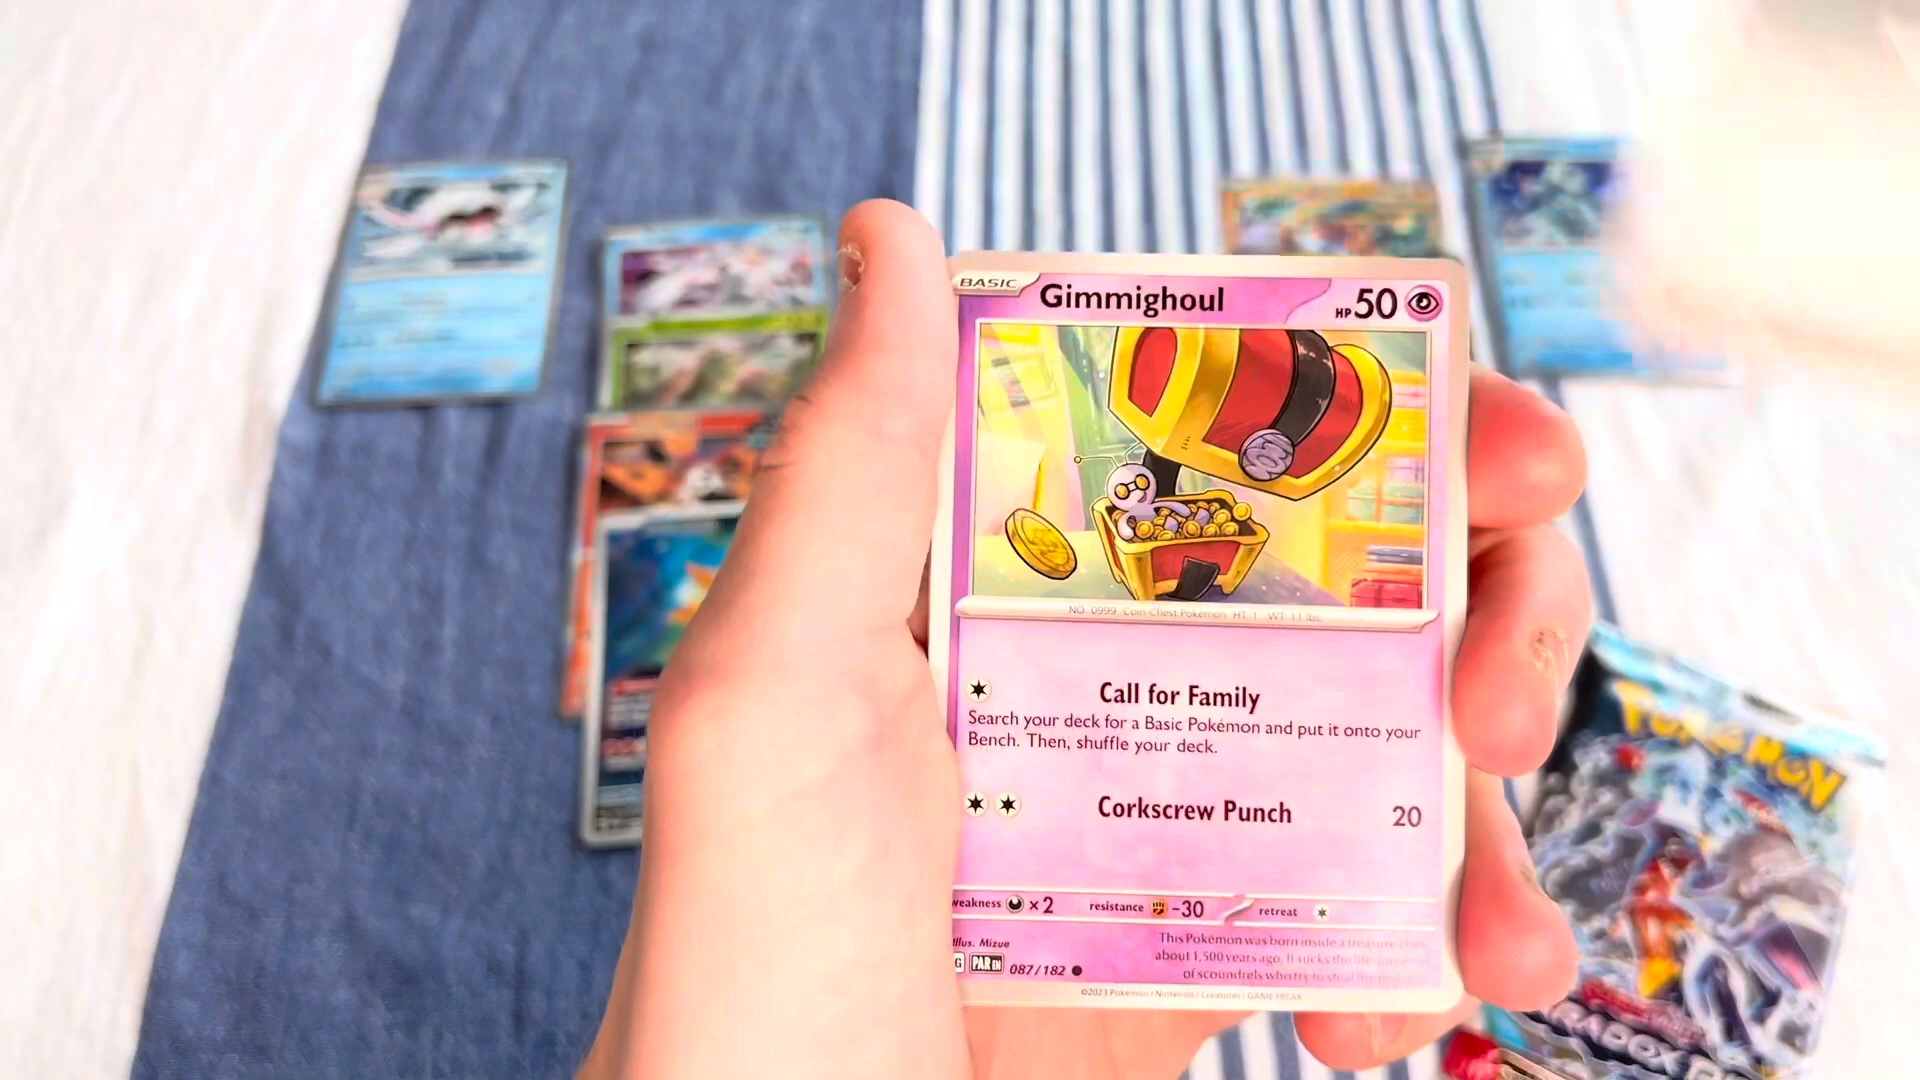 BASIC Gimmighoul HP 50
NO. 0999 Coin Chest Pokémon HT: 1 WT: 11 lbs.
Call for Family
Search your deck for a Basic Pokémon and put it onto your
Bench. Then, shuffle your deck.
Corkscrew Punch 20
weakness ×2 resistance -30 retreat
Illus. Mizue
This Pokémon was born inside a treasure chest
about 1,500 years ago. It sucks the life-force out
of scoundrels who try to steal the treasure.
G PAR EN 087/182
©2023 Pokémon / Nintendo / Creatures / GAME FREAK
POKéMON
RADOX